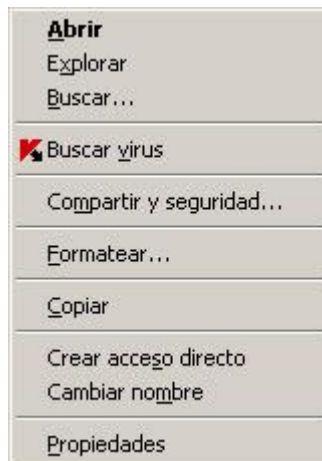 Abrir
Explorar
Buscar...
Buscar virus
Compartir y seguridad...
Formatear...
Copiar
Crear acceso directo
Cambiar nombre
Propiedades